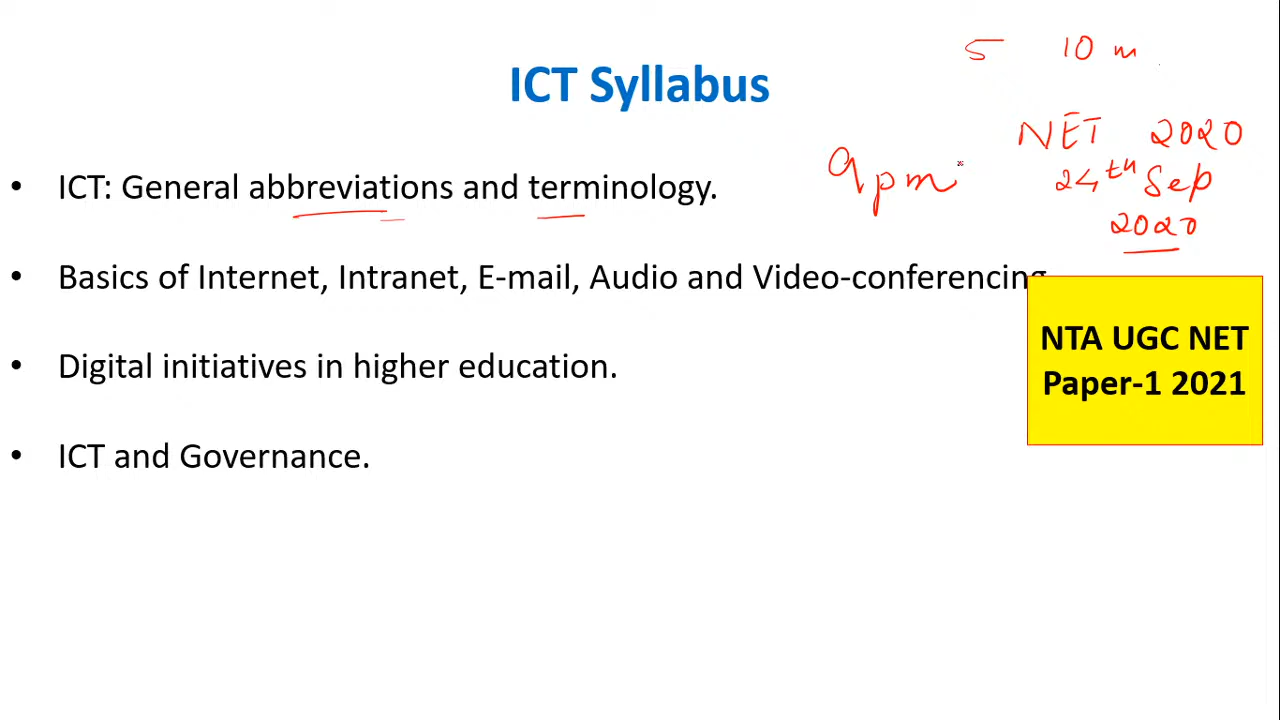 5 10 m
ICT Syllabus
NET 2020
24th Sep
2020
9pm
• ICT: General abbreviations and terminology.
• Basics of Internet, Intranet, E-mail, Audio and Video-conferencing
NTA UGC NET
Paper-1 2021
• Digital initiatives in higher education.
• ICT and Governance.